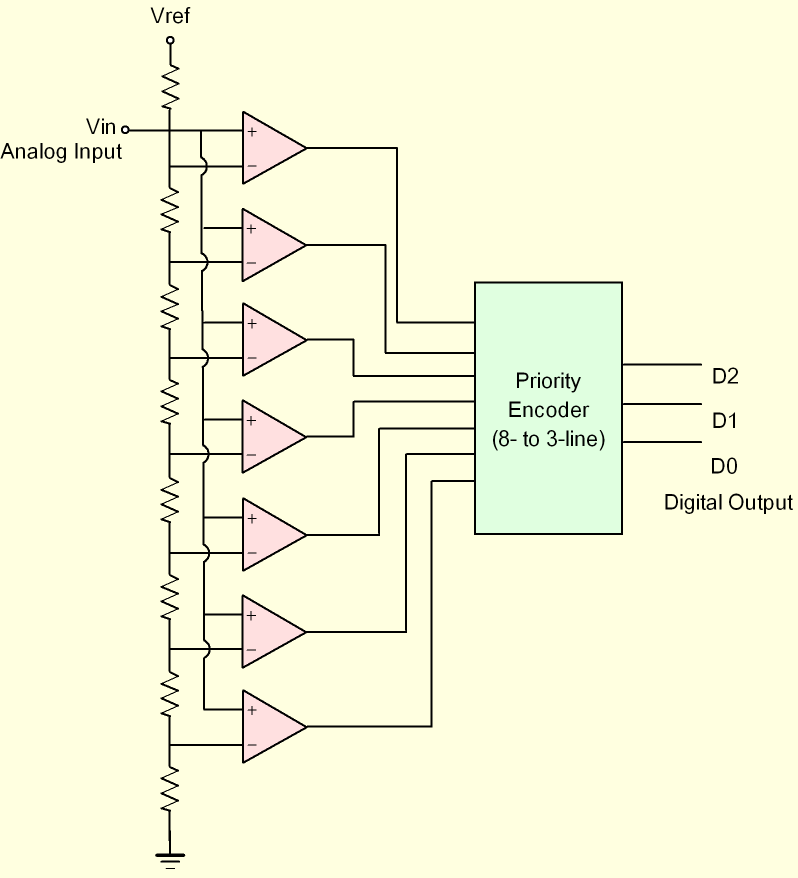 Vref
Vin
Analog Input
+
−
+
−
+
−
+
−
+
−
+
−
+
−
Priority
Encoder
(8- to 3-line)
D2
D1
D0
Digital Output